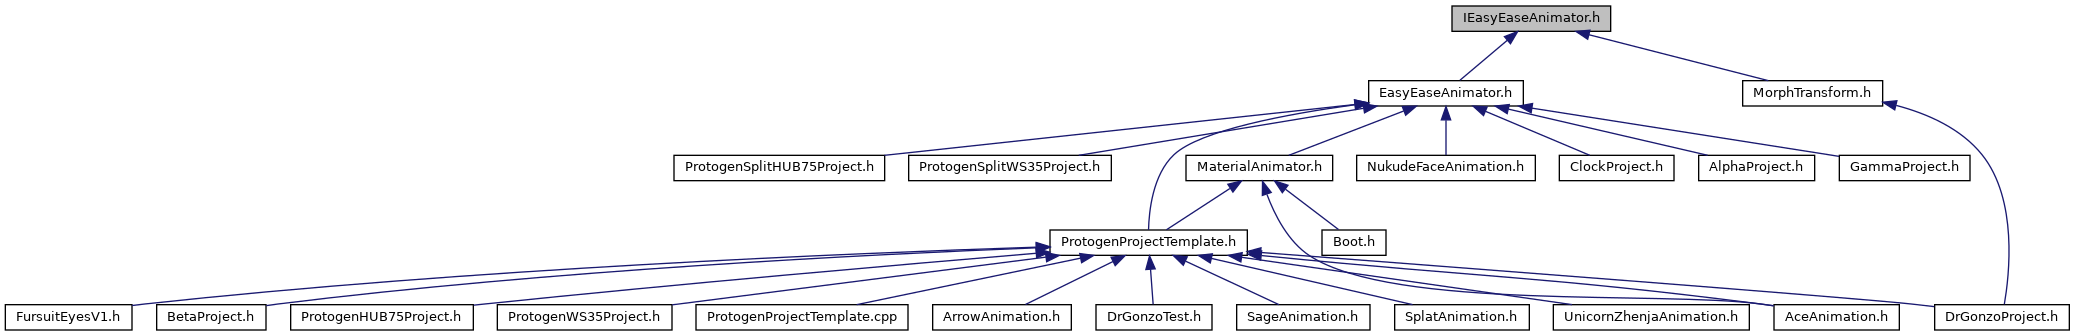 IEasyEaseAnimator.h
EasyEaseAnimator.h
MorphTransform.h
ProtogenSplitHUB75Project.h
ProtogenSplitWS35Project.h
MaterialAnimator.h
NukudeFaceAnimation.h
ClockProject.h
AlphaProject.h
GammaProject.h
ProtogenProjectTemplate.h
Boot.h
FursuitEyesV1.h
BetaProject.h
ProtogenHUB75Project.h
ProtogenWS35Project.h
ProtogenProjectTemplate.cpp
ArrowAnimation.h
DrGonzoTest.h
SageAnimation.h
SplatAnimation.h
UnicornZhenjaAnimation.h
AceAnimation.h
DrGonzoProject.h